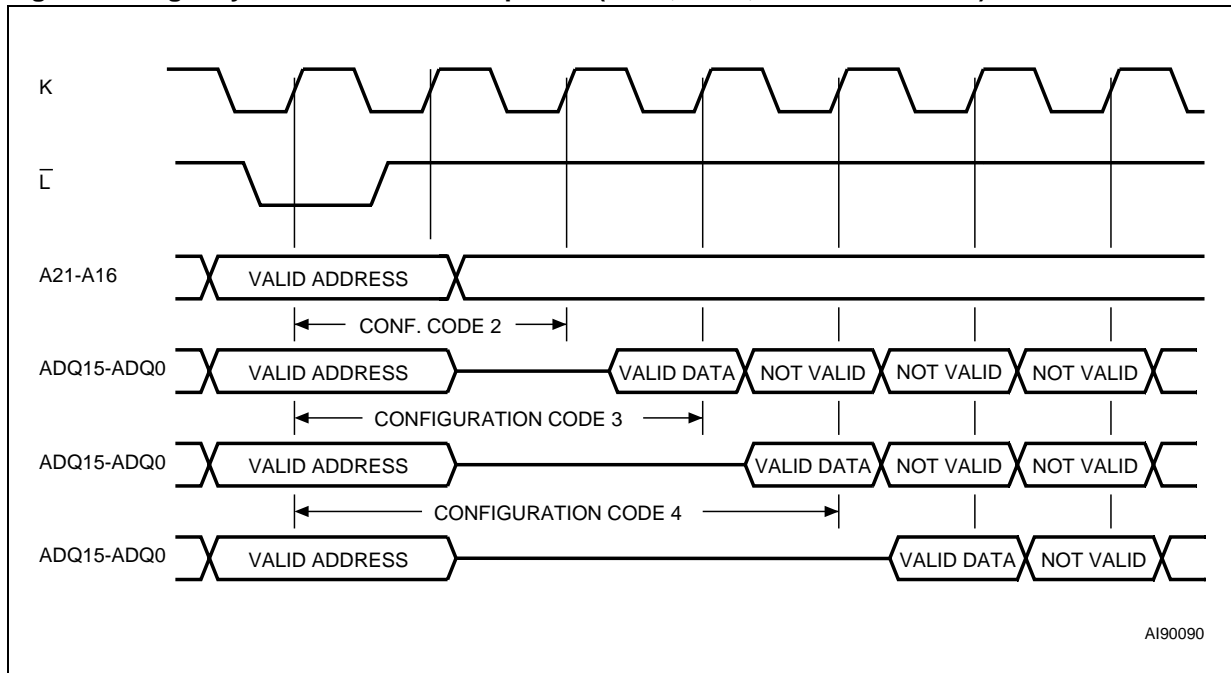 K
L
A21-A16
VALID ADDRESS
CONF. CODE 2
ADQ15-ADQ0
VALID ADDRESS
VALID DATA
NOT VALID
NOT VALID
NOT VALID
CONFIGURATION CODE 3
ADQ15-ADQ0
VALID ADDRESS
VALID DATA
NOT VALID
NOT VALID
CONFIGURATION CODE 4
ADQ15-ADQ0
VALID ADDRESS
VALID DATA
NOT VALID
AI90090